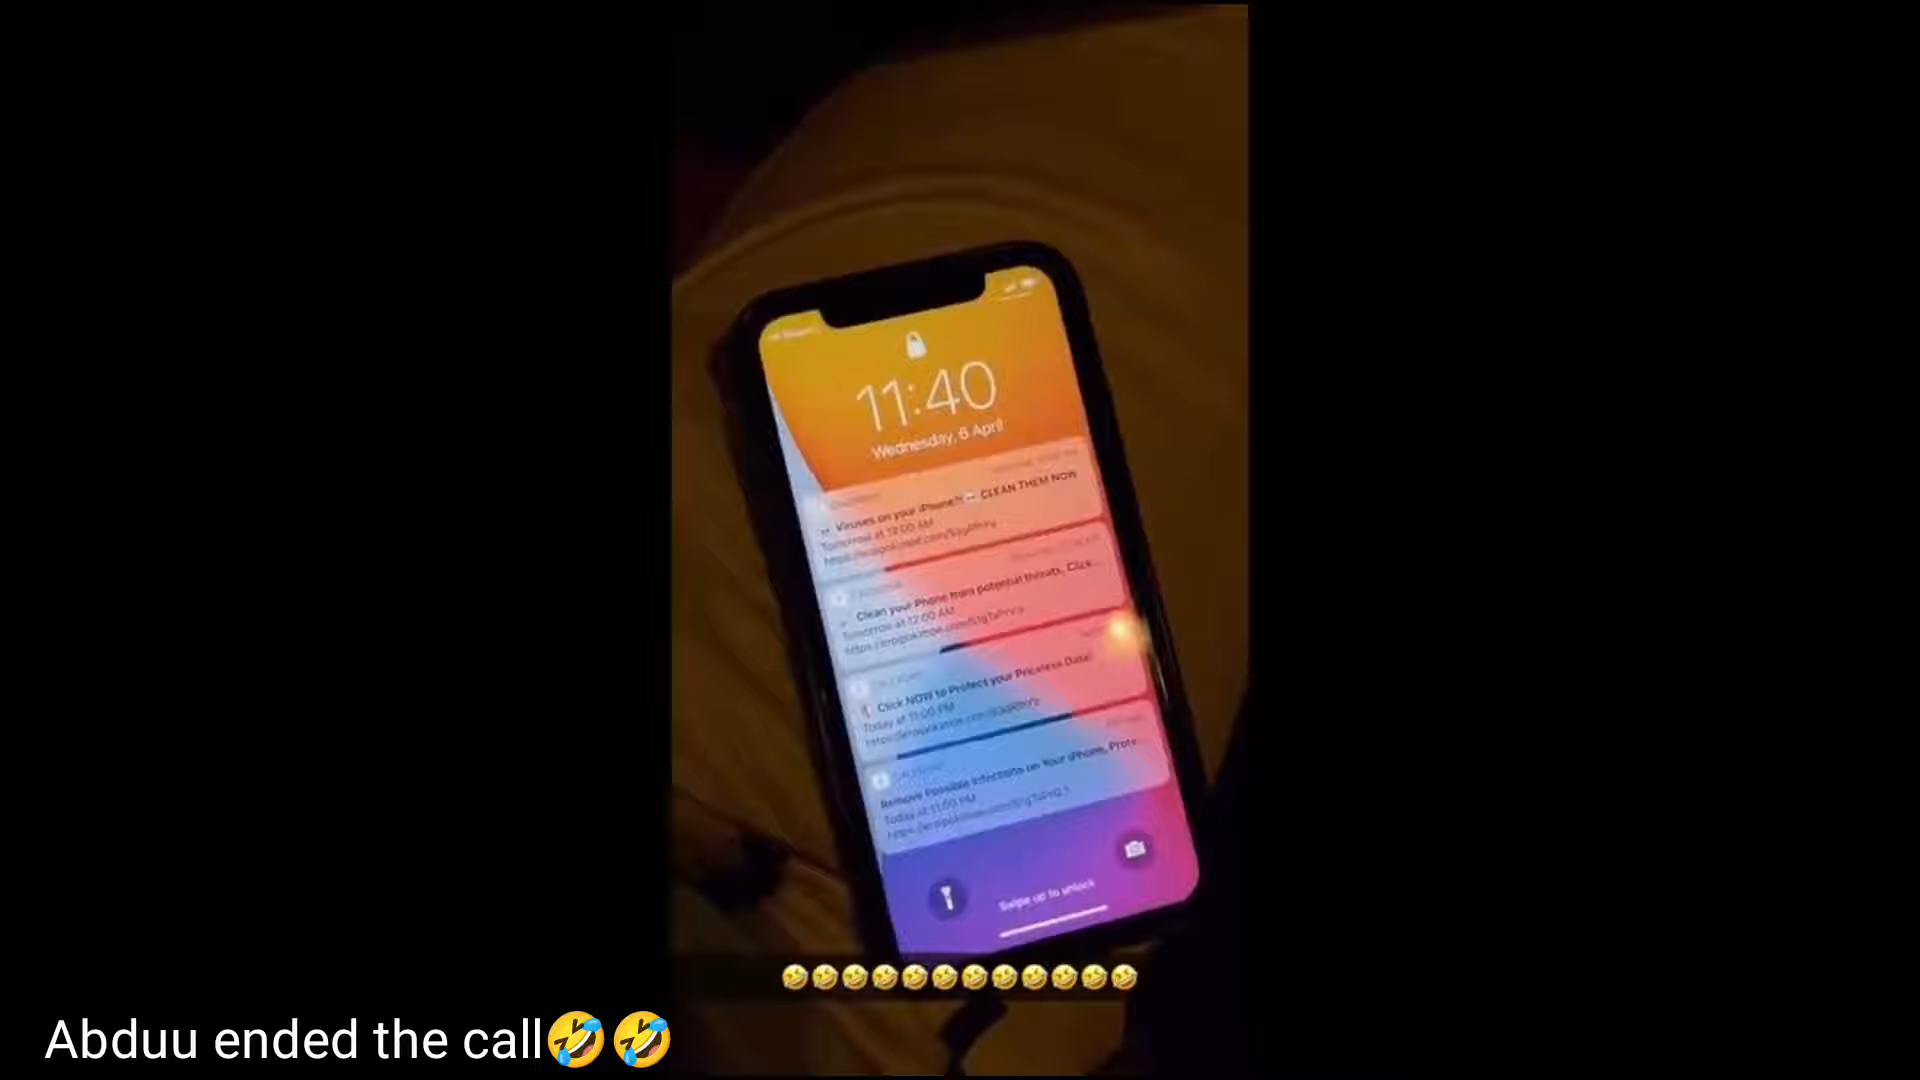 11:40
Wednesday, 6 April
Viruses on your iPhone?! CLEAN THEM NOW
Tomorrow at 12:00 AM
Clean your Phone from potential threats, Click...
Tomorrow at 12:00 AM
Click NOW to Protect your Priceless Data!
Today at 11:00 PM
Remove Possible Infections on Your iPhone, Prote...
Today at 11:00 PM
Swipe up to unlock
🤣🤣🤣🤣🤣🤣🤣🤣🤣🤣🤣🤣
Abduu ended the call🤣🤣